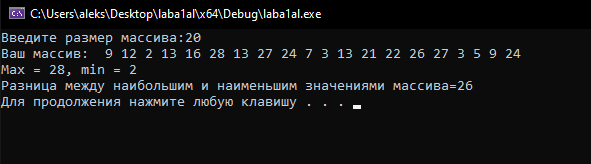 C:\Users\aleks\Desktop\laba1al\x64\Debug\laba1al.exe
Введите размер массива:20
Ваш массив:  9 12 2 13 16 28 13 27 24 7 3 13 21 22 26 27 3 5 9 24
Max = 28, min = 2
Разница между наибольшим и наименьшим значениями массива=26
Для продолжения нажмите любую клавишу . . .